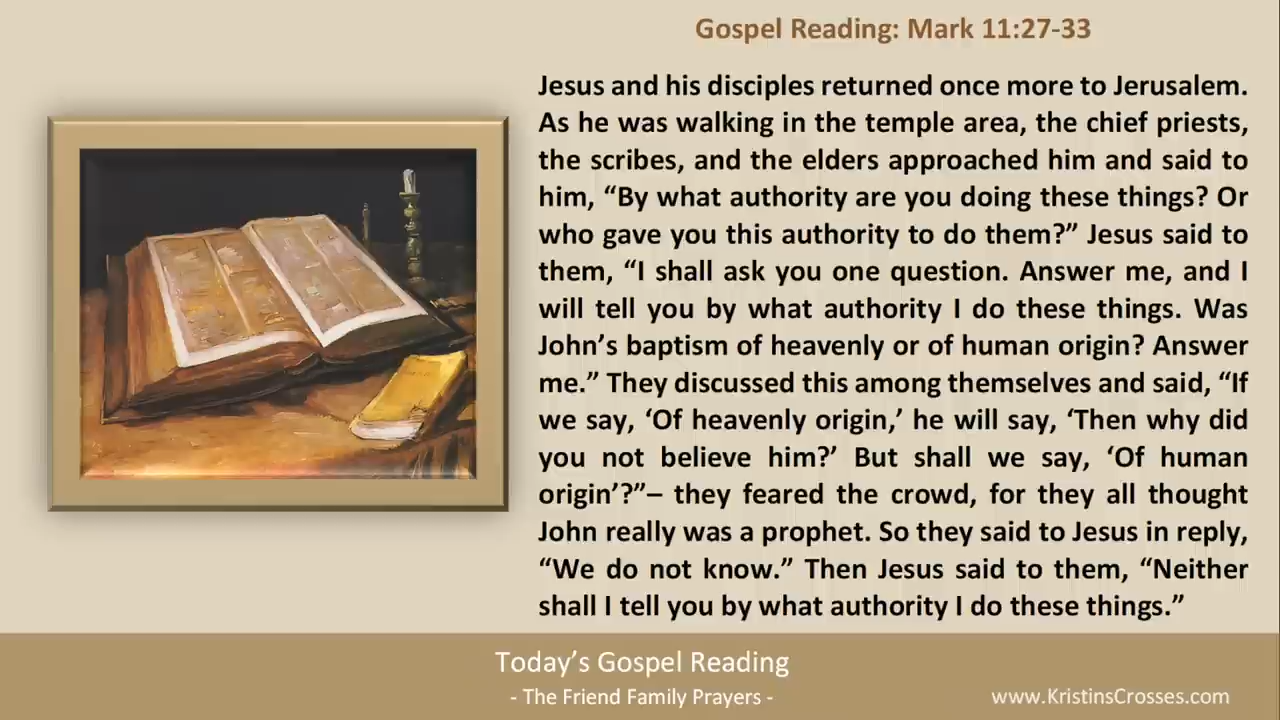 Gospel Reading: Mark 11:27-33
Jesus and his disciples returned once more to Jerusalem.
As he was walking in the temple area, the chief priests,
the scribes, and the elders approached him and said to
him, “By what authority are you doing these things? Or
who gave you this authority to do them?” Jesus said to
them, “I shall ask you one question. Answer me, and I
will tell you by what authority I do these things. Was
John’s baptism of heavenly or of human origin? Answer
me.” They discussed this among themselves and said, “If
we say, ‘Of heavenly origin,’ he will say, ‘Then why did
you not believe him?’ But shall we say, ‘Of human
origin’?”– they feared the crowd, for they all thought
John really was a prophet. So they said to Jesus in reply,
“We do not know.” Then Jesus said to them, “Neither
shall I tell you by what authority I do these things.”
Today’s Gospel Reading
- The Friend Family Prayers -
www.KristinsCrosses.com